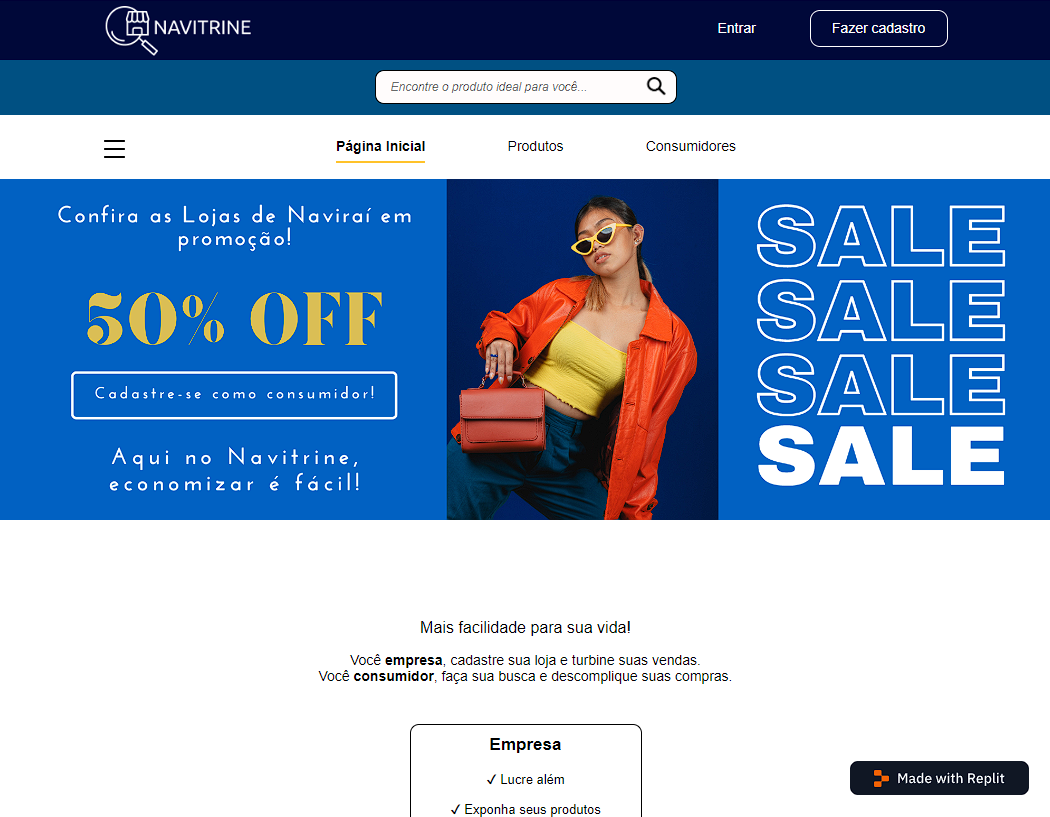 NAVITRINE
Entrar
Fazer cadastro
Encontre o produto ideal para você...
Página Inicial
Produtos
Consumidores
Confira as Lojas de Naviraí em
promoção!
50% OFF
Cadastre-se como consumidor!
Aqui no Navitrine,
economizar é fácil!
SALE
SALE
SALE
SALE
Mais facilidade para sua vida!
Você empresa, cadastre sua loja e turbine suas vendas.
Você consumidor, faça sua busca e descomplique suas compras.
Empresa
✓ Lucre além
✓ Exponha seus produtos
Made with Replit